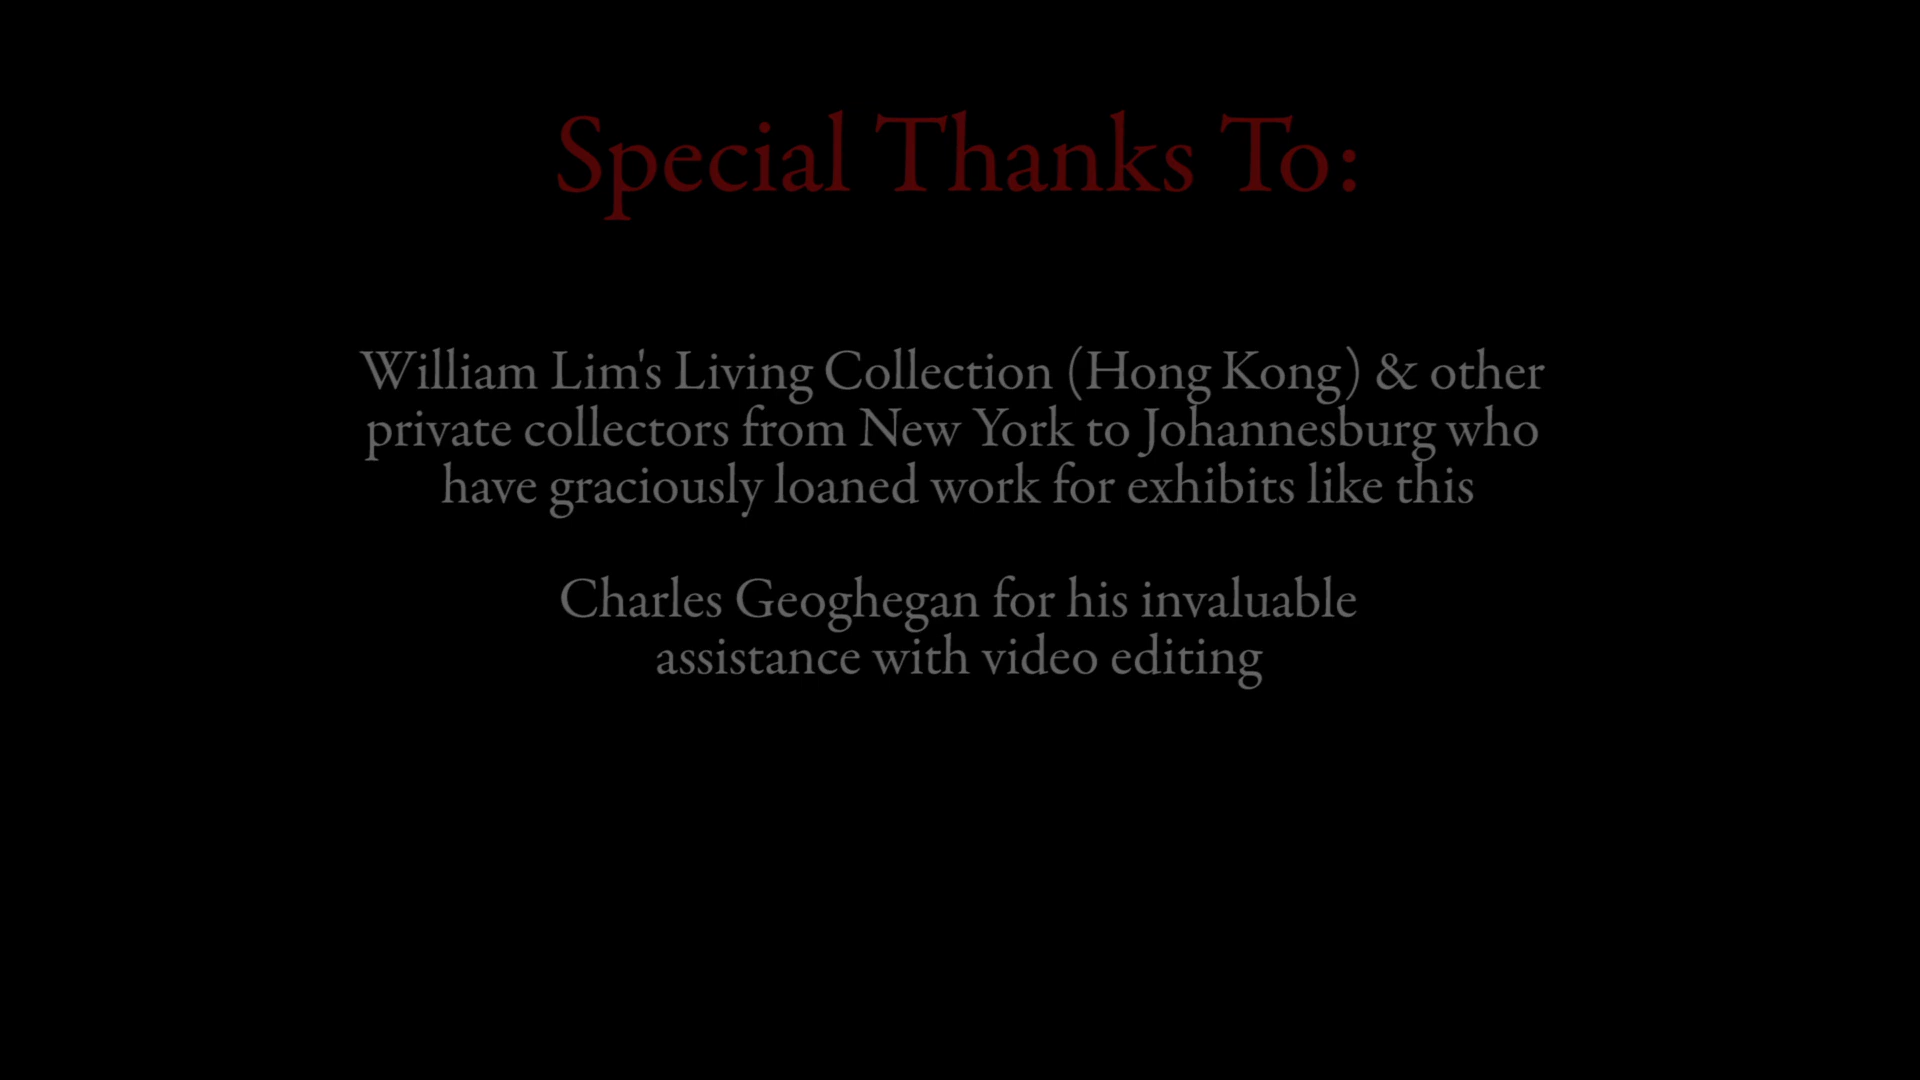 Special Thanks To:
William Lim's Living Collection (Hong Kong) & other
private collectors from New York to Johannesburg who
have graciously loaned work for exhibits like this
Charles Geoghegan for his invaluable
assistance with video editing